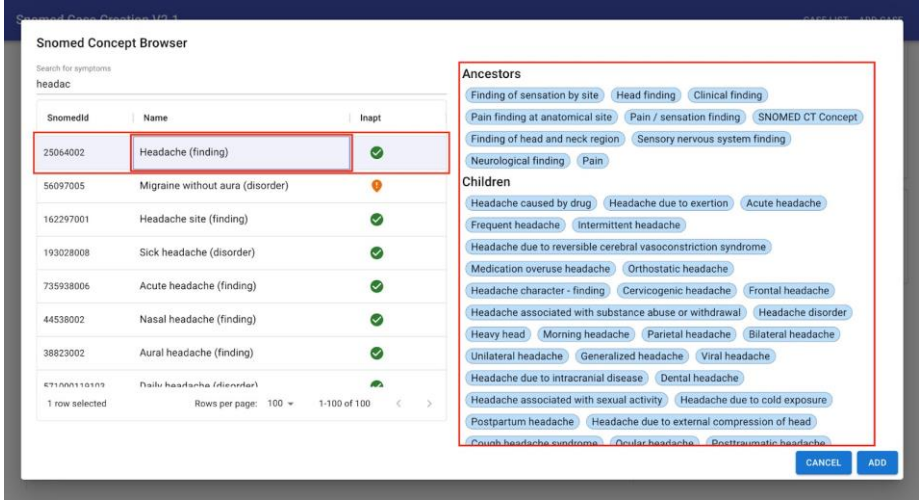 Snomed Case Creation V2.1
CASE LIST ADD CASE
Snomed Concept Browser
Search for symptoms
headac
SnomedId Name Inapt
25064002 Headache (finding)
56097005 Migraine without aura (disorder)
162297001 Headache site (finding)
193028008 Sick headache (disorder)
735938006 Acute headache (finding)
44538002 Nasal headache (finding)
38823002 Aural headache (finding)
571000119102 Daily headache (disorder)
1 row selected Rows per page: 100 1-100 of 100
Ancestors
Finding of sensation by site Head finding Clinical finding
Pain finding at anatomical site Pain / sensation finding SNOMED CT Concept
Finding of head and neck region Sensory nervous system finding
Neurological finding Pain
Children
Headache caused by drug Headache due to exertion Acute headache
Frequent headache Intermittent headache
Headache due to reversible cerebral vasoconstriction syndrome
Medication overuse headache Orthostatic headache
Headache character - finding Cervicogenic headache Frontal headache
Headache associated with substance abuse or withdrawal Headache disorder
Heavy head Morning headache Parietal headache Bilateral headache
Unilateral headache Generalized headache Viral headache
Headache due to intracranial disease Dental headache
Headache associated with sexual activity Headache due to cold exposure
Postpartum headache Headache due to external compression of head
Cough headache syndrome Ocular headache Posttraumatic headache
CANCEL ADD